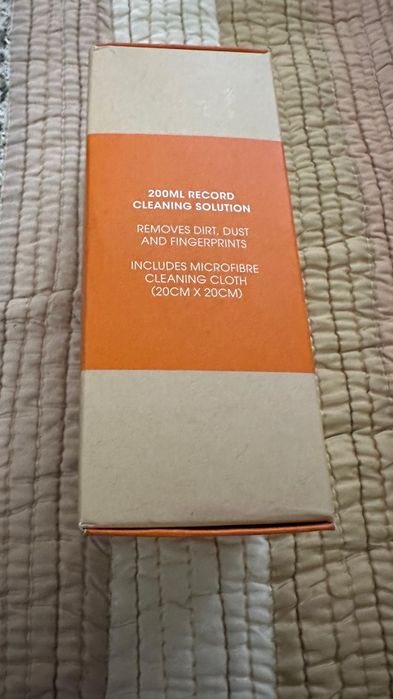 200ML RECORD
CLEANING SOLUTION
REMOVES DIRT, DUST
AND FINGERPRINTS
INCLUDES MICROFIBRE
CLEANING CLOTH
(20CM X 20CM)